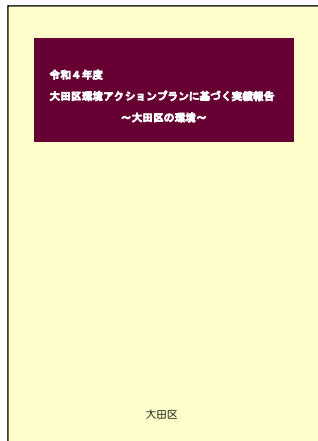 令和４年度
大田区環境アクションプランに基づく実績報告
～大田区の環境～
大田区